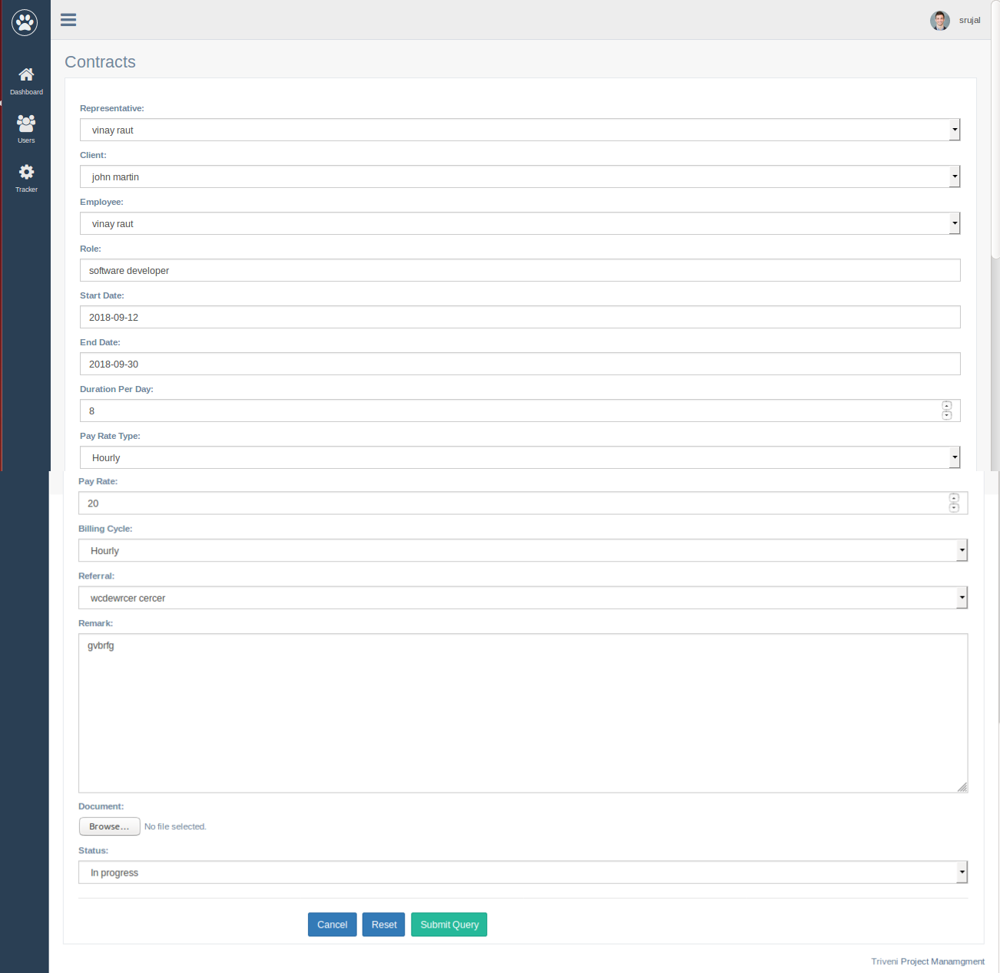 srujal
Dashboard
Users
Tracker
Contracts
Representative:
vinay raut
Client:
john martin
Employee:
vinay raut
Role:
software developer
Start Date:
2018-09-12
End Date:
2018-09-30
Duration Per Day:
8
Pay Rate Type:
Hourly
Pay Rate:
20
Billing Cycle:
Hourly
Referral:
wcdewrcer cercer
Remark:
gvbrfg
Document:
Browse... No file selected.
Status:
In progress
Cancel Reset Submit Query
Triveni Project Manamgment